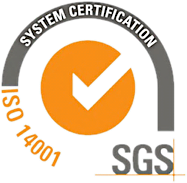 SYSTEM CERTIFICATION
ISO 14001
SGS